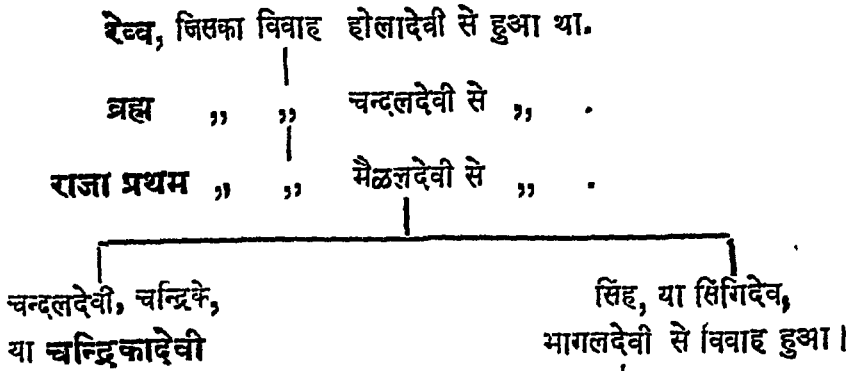 रेव्व, जिसका विवाह होलादेवी से हुआ था.
व्रह्म ,, ,, चन्दलदेवी से ,, .
राजा प्रथम ,, ,, मैळलदेवी से ,, .
चन्दलदेवी, चन्द्रिके,
सिंह, या सिंगिदेव,
या चन्द्रिकादेवी
भागलदेवी से विवाह हुआ।